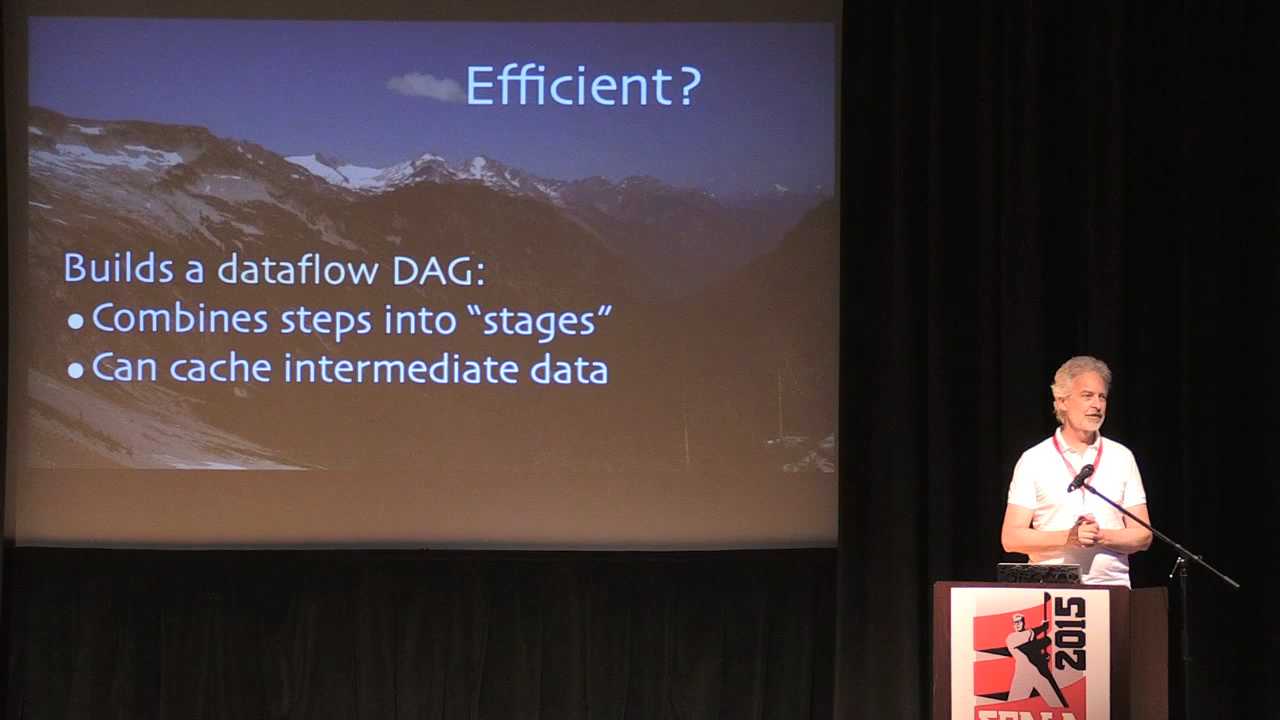 Efficient?
Builds a dataflow DAG:
• Combines steps into “stages”
• Can cache intermediate data
2015